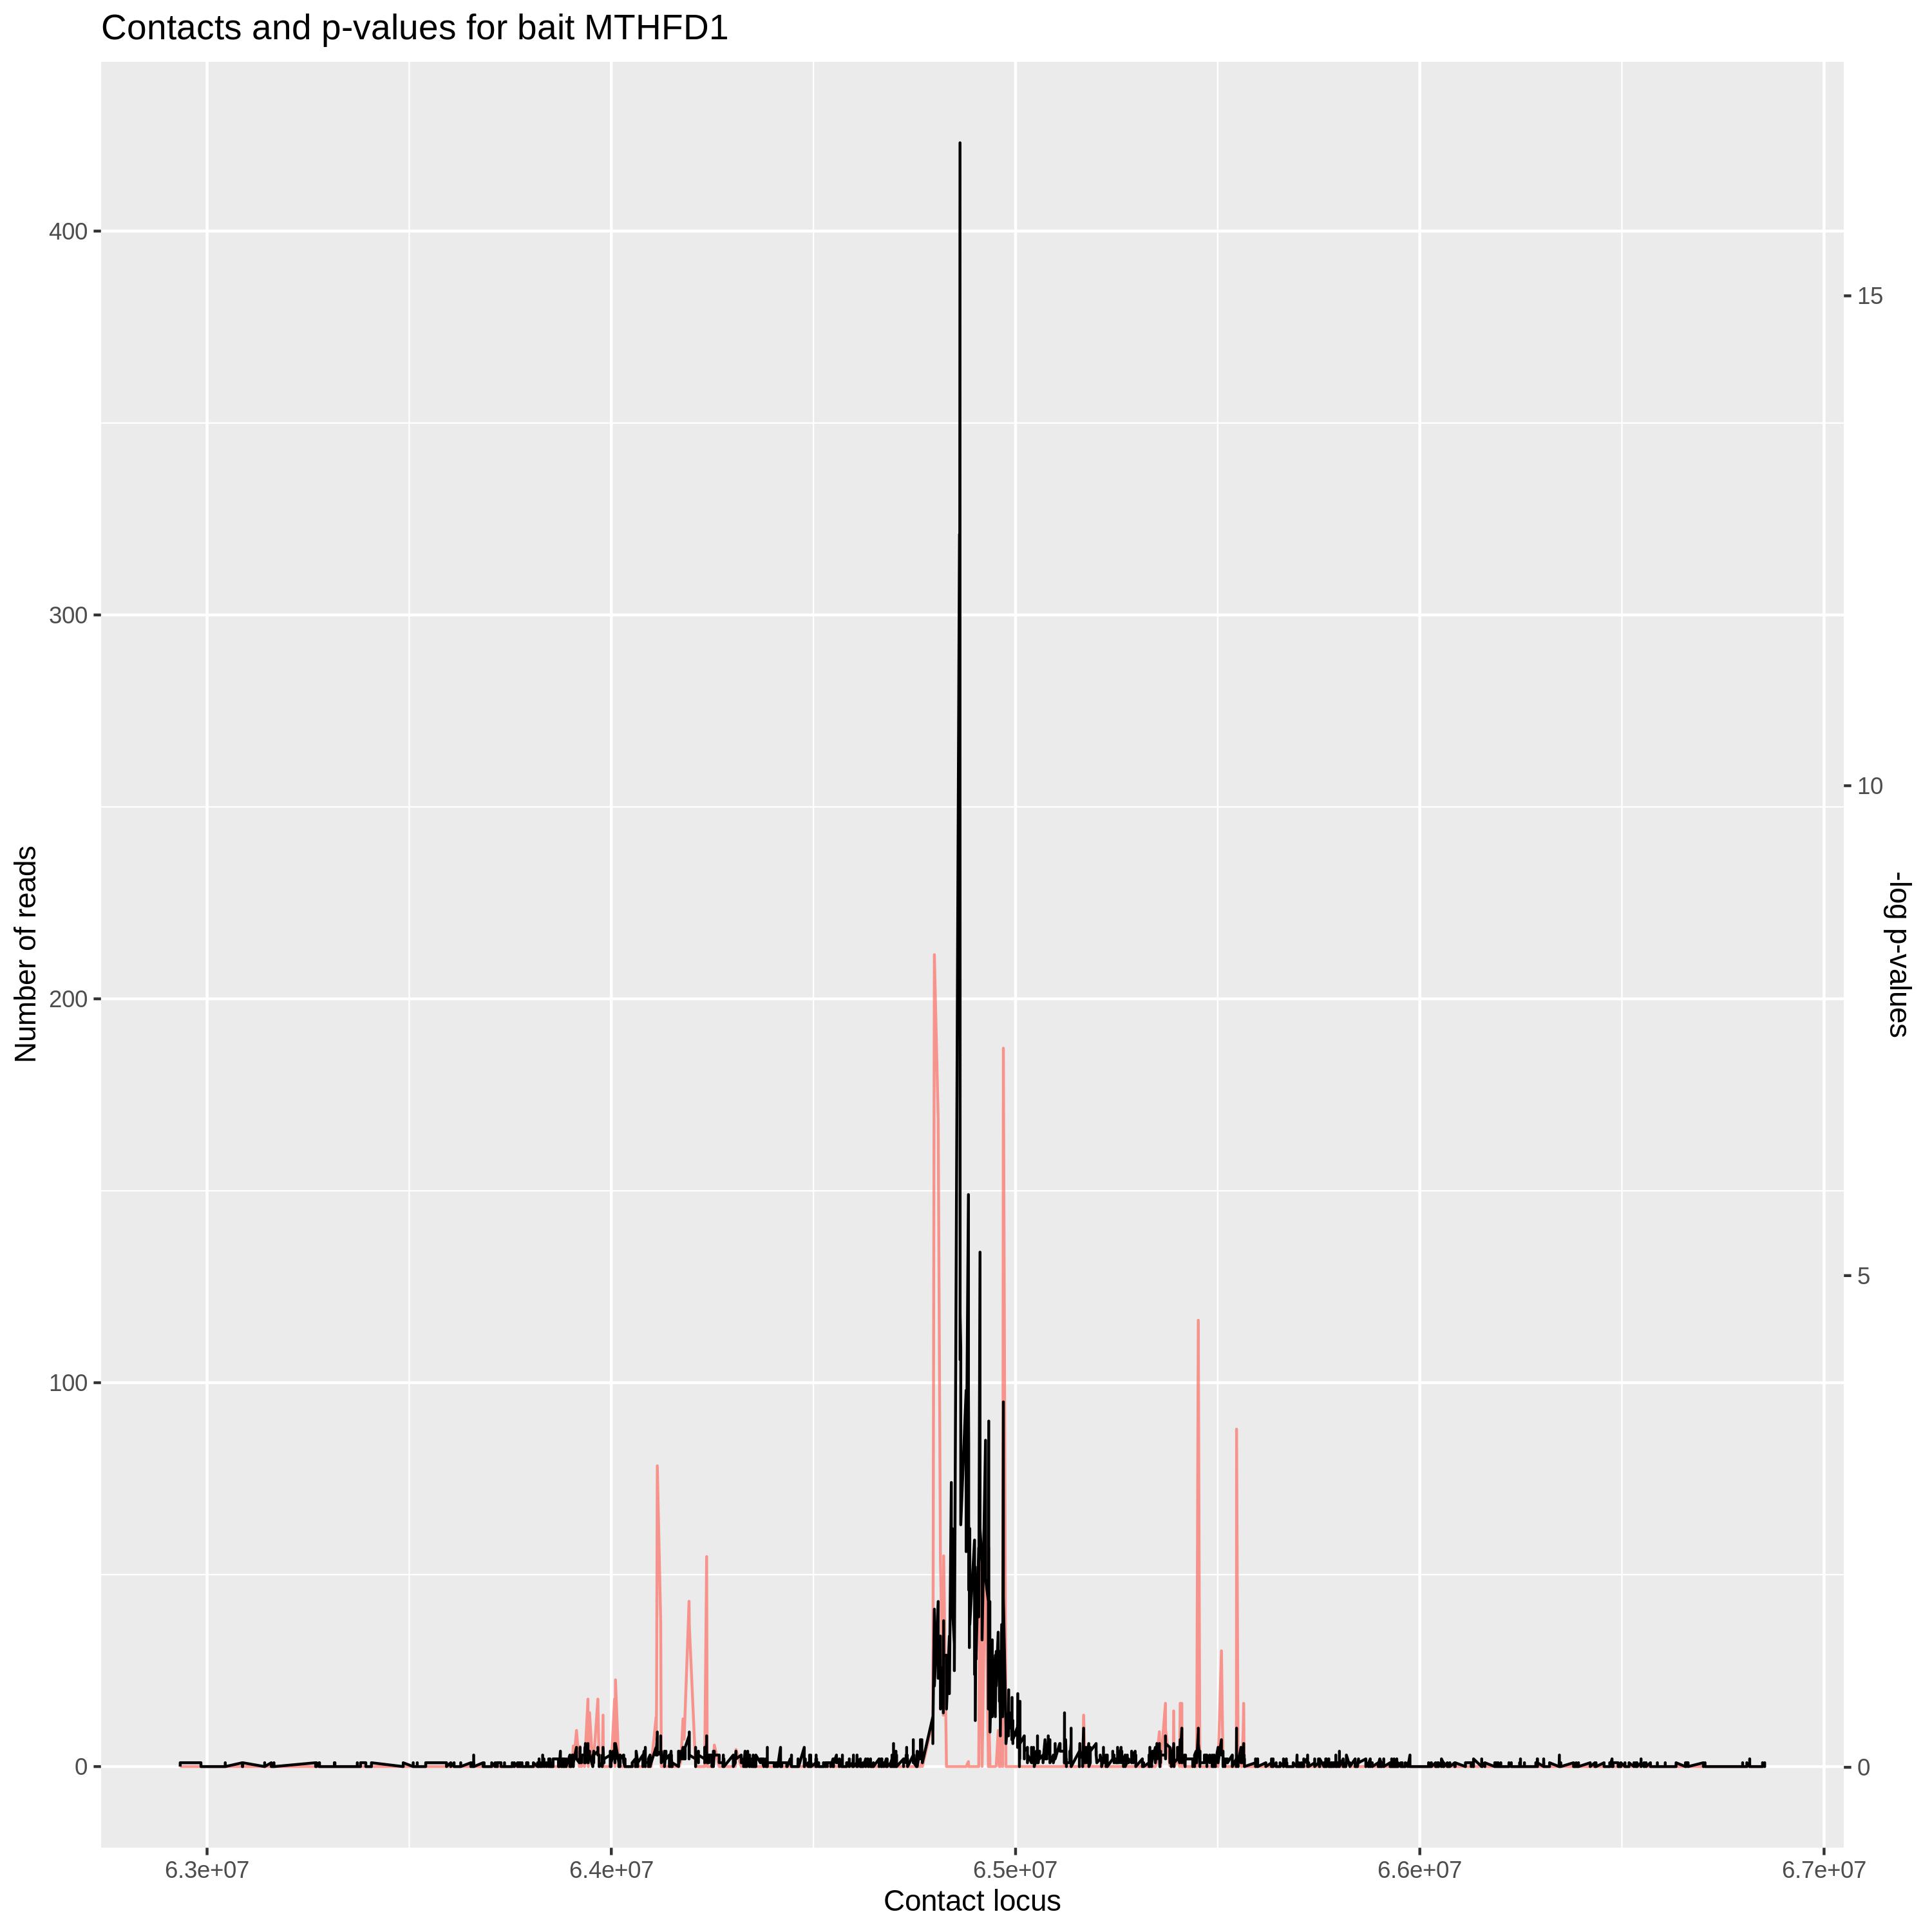 Contacts and p-values for bait MTHFD1
400
300
200
100
0
Number of reads
15
10
5
0
-log p-values
6.3e+07
6.4e+07
6.5e+07
6.6e+07
6.7e+07
Contact locus